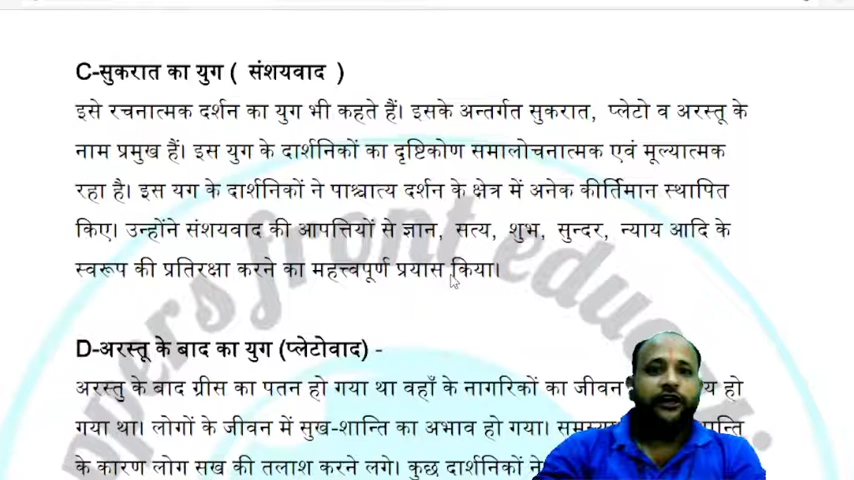 C-सुकरात का युग ( संशयवाद )
इसे रचनात्मक दर्शन का युग भी कहते हैं। इसके अन्तर्गत सुकरात, प्लेटो व अरस्तू के
नाम प्रमुख हैं। इस युग के दार्शनिकों का दृष्टिकोण समालोचनात्मक एवं मूल्यात्मक
रहा है। इस यग के दार्शनिकों ने पाश्चात्य दर्शन के क्षेत्र में अनेक कीर्तिमान स्थापित
किए। उन्होंने संशयवाद की आपत्तियों से ज्ञान, सत्य, शुभ, सुन्दर, न्याय आदि के
स्वरूप की प्रतिरक्षा करने का महत्त्वपूर्ण प्रयास किया।
D-अरस्तू के बाद का युग (प्लेटोवाद) -
अरस्तु के बाद ग्रीस का पतन हो गया था वहाँ के नागरिकों का जीवन हो
गया था। लोगों के जीवन में सुख-शान्ति का अभाव हो गया।
के कारण लोग सख की तलाश करने लगे। कुछ दार्शनिकों ने